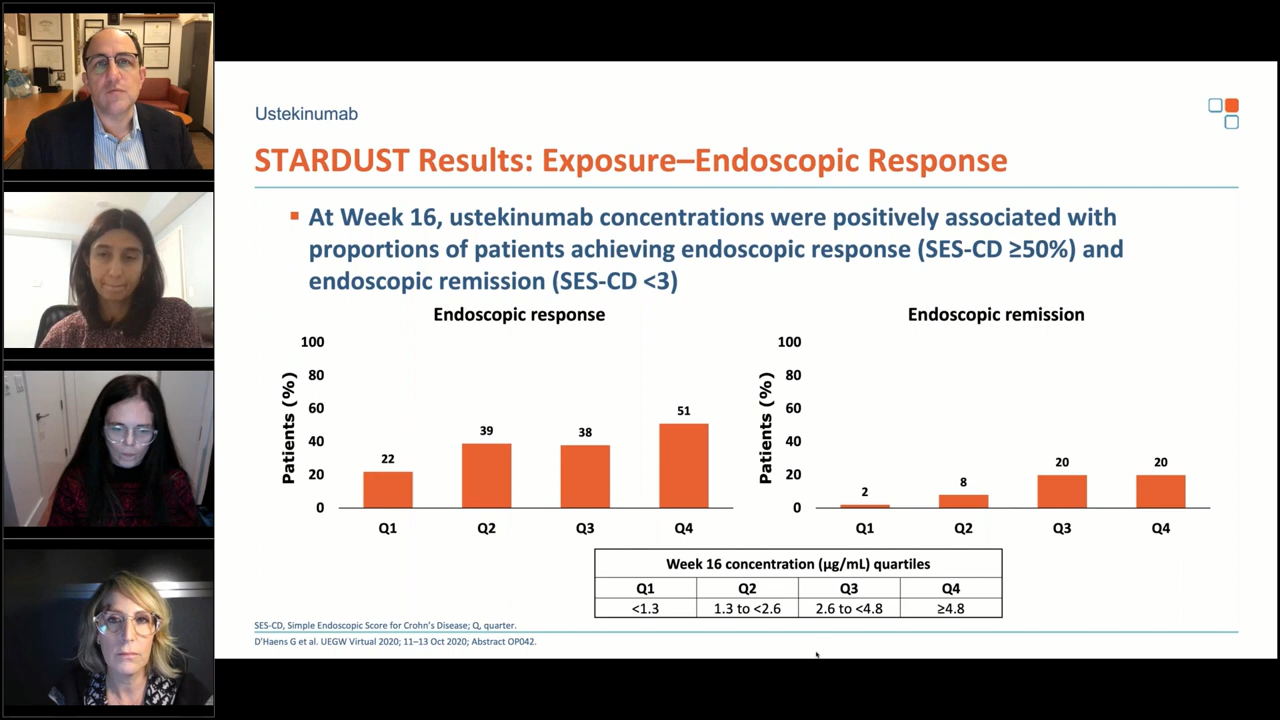 Ustekinumab
STARDUST Results: Exposure–Endoscopic Response
At Week 16, ustekinumab concentrations were positively associated with
proportions of patients achieving endoscopic response (SES-CD ≥50%) and
endoscopic remission (SES-CD <3)
Endoscopic response
Patients (%)
100
80
60
40
20
0
22
39
38
51
Q1 Q2 Q3 Q4
Endoscopic remission
Patients (%)
100
80
60
40
20
0
2
8
20
20
Q1 Q2 Q3 Q4
Week 16 concentration (μg/mL) quartiles
Q1 Q2 Q3 Q4
<1.3 1.3 to <2.6 2.6 to <4.8 ≥4.8
SES-CD, Simple Endoscopic Score for Crohn's Disease; Q, quarter.
D'Haens G et al. UEGW Virtual 2020; 11–13 Oct 2020; Abstract OP042.